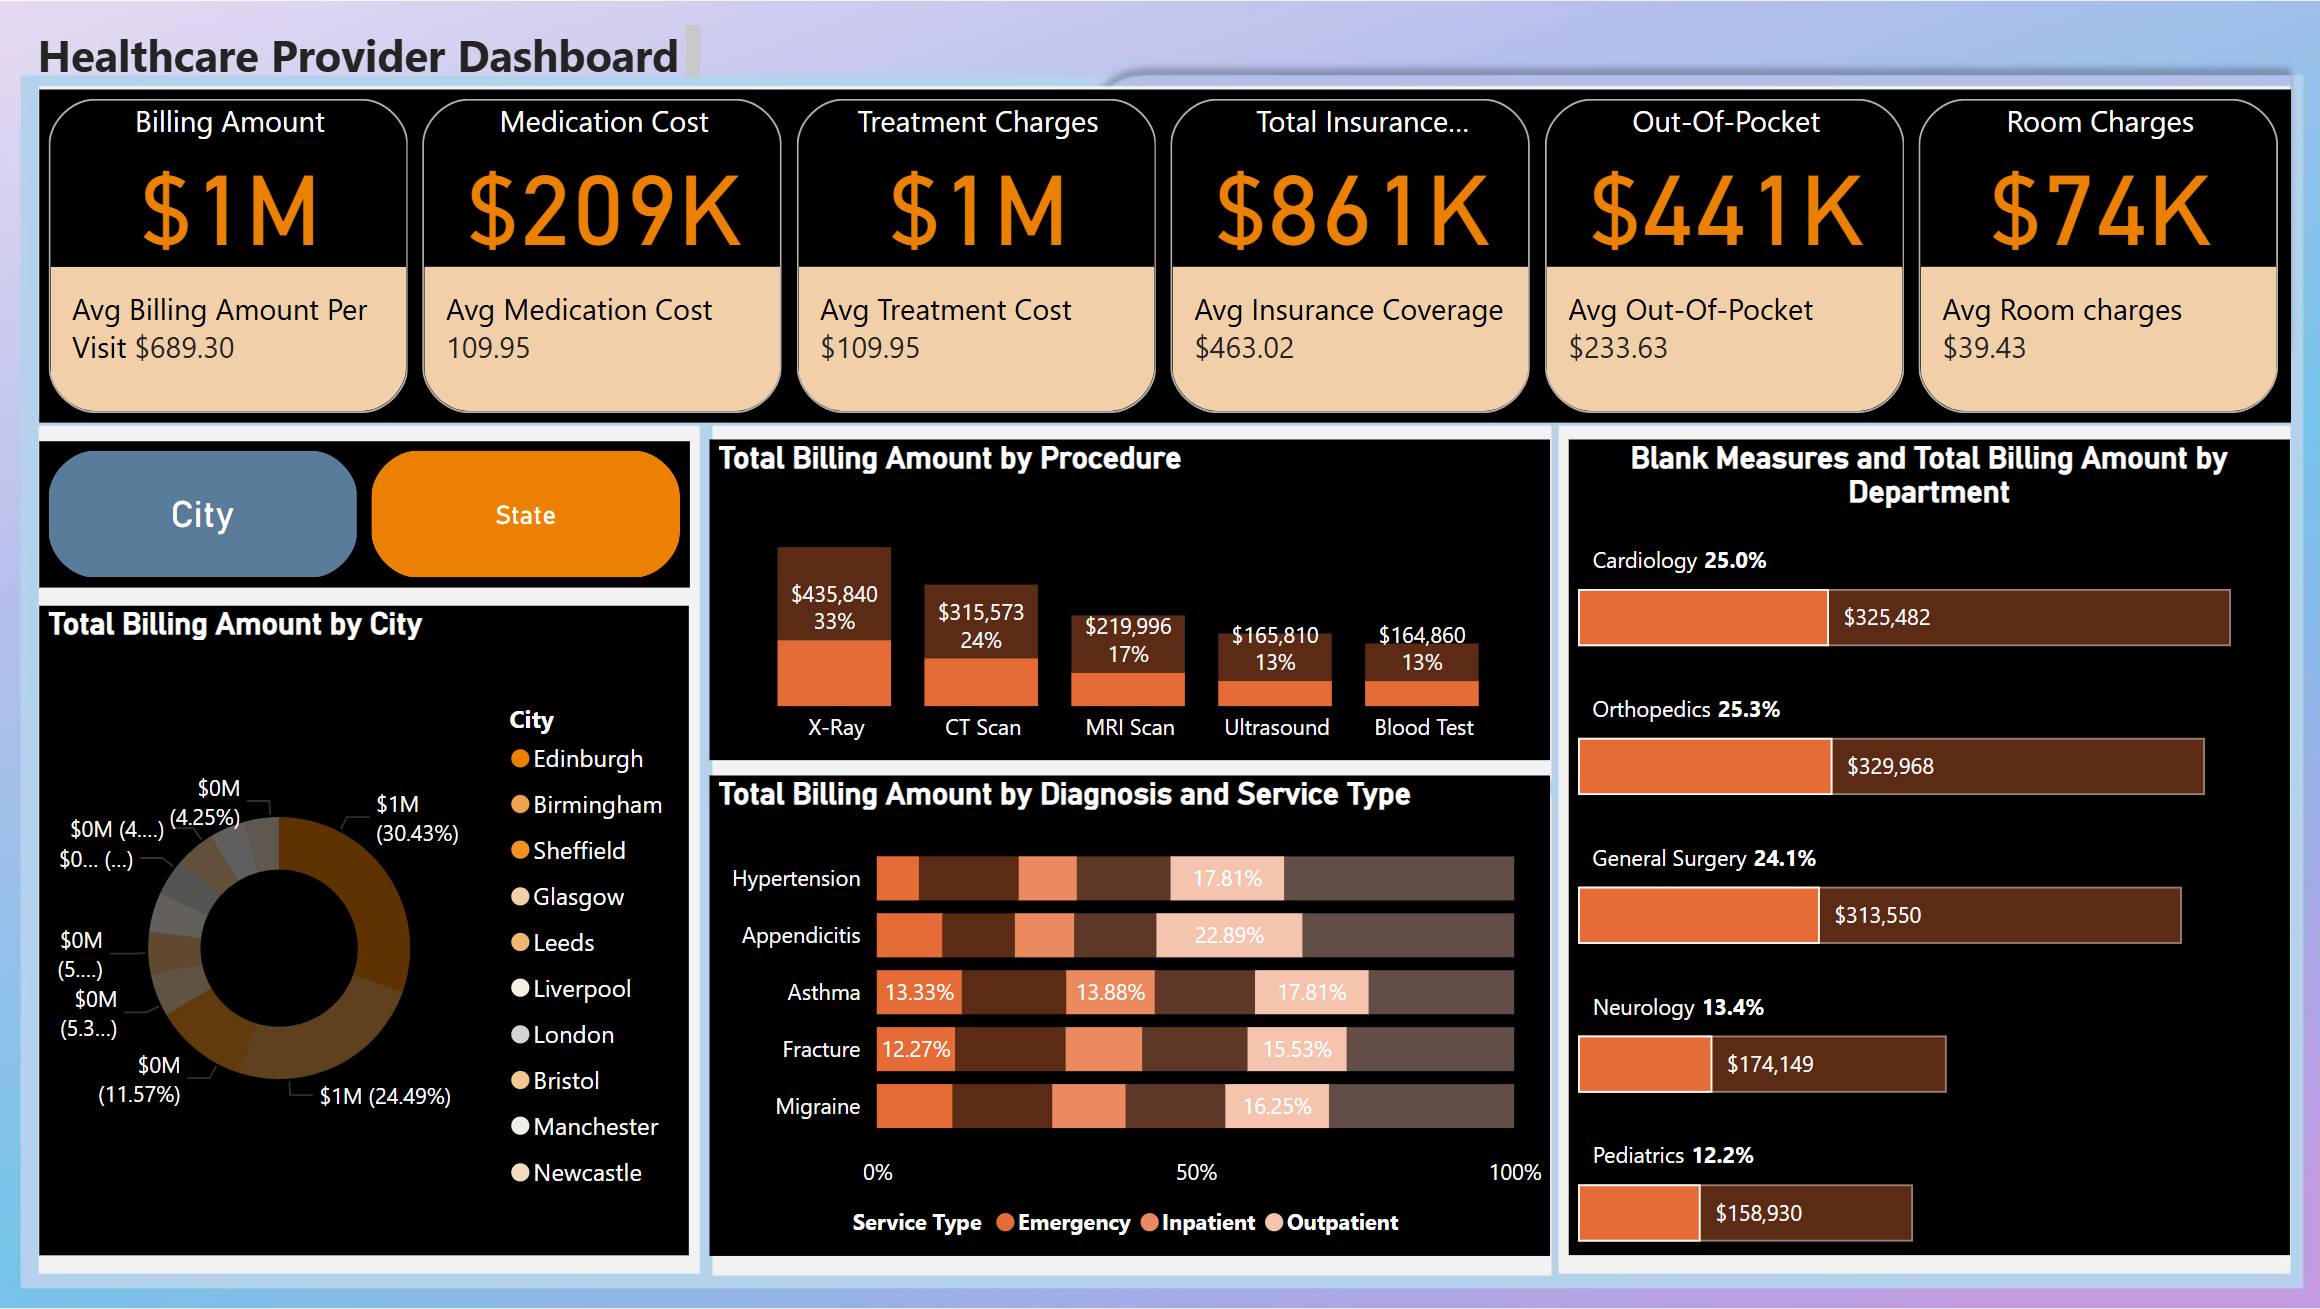 Healthcare Provider Dashboard
Billing Amount
$1M
Avg Billing Amount Per
Visit $689.30
Medication Cost
$209K
Avg Medication Cost
109.95
Treatment Charges
$1M
Avg Treatment Cost
$109.95
Total Insurance...
$861K
Avg Insurance Coverage
$463.02
Out-Of-Pocket
$441K
Avg Out-Of-Pocket
$233.63
Room Charges
$74K
Avg Room charges
$39.43
City
State
Total Billing Amount by City
$1M
(30.43%)
$1M (24.49%)
$0M
(11.57%)
$0M
(5.3...)
$0M
(5....)
$0... (...)
$0M (4....)
$0M
(4.25%)
City
Edinburgh
Birmingham
Sheffield
Glasgow
Leeds
Liverpool
London
Bristol
Manchester
Newcastle
Total Billing Amount by Procedure
$435,840
33%
$315,573
24%
$219,996
17%
$165,810
13%
$164,860
13%
X-Ray
CT Scan
MRI Scan
Ultrasound
Blood Test
Total Billing Amount by Diagnosis and Service Type
Hypertension
17.81%
Appendicitis
22.89%
Asthma
13.33%
13.88%
17.81%
Fracture
12.27%
15.53%
Migraine
16.25%
0%
50%
100%
Service Type
Emergency
Inpatient
Outpatient
Blank Measures and Total Billing Amount by
Department
Cardiology 25.0%
$325,482
Orthopedics 25.3%
$329,968
General Surgery 24.1%
$313,550
Neurology 13.4%
$174,149
Pediatrics 12.2%
$158,930